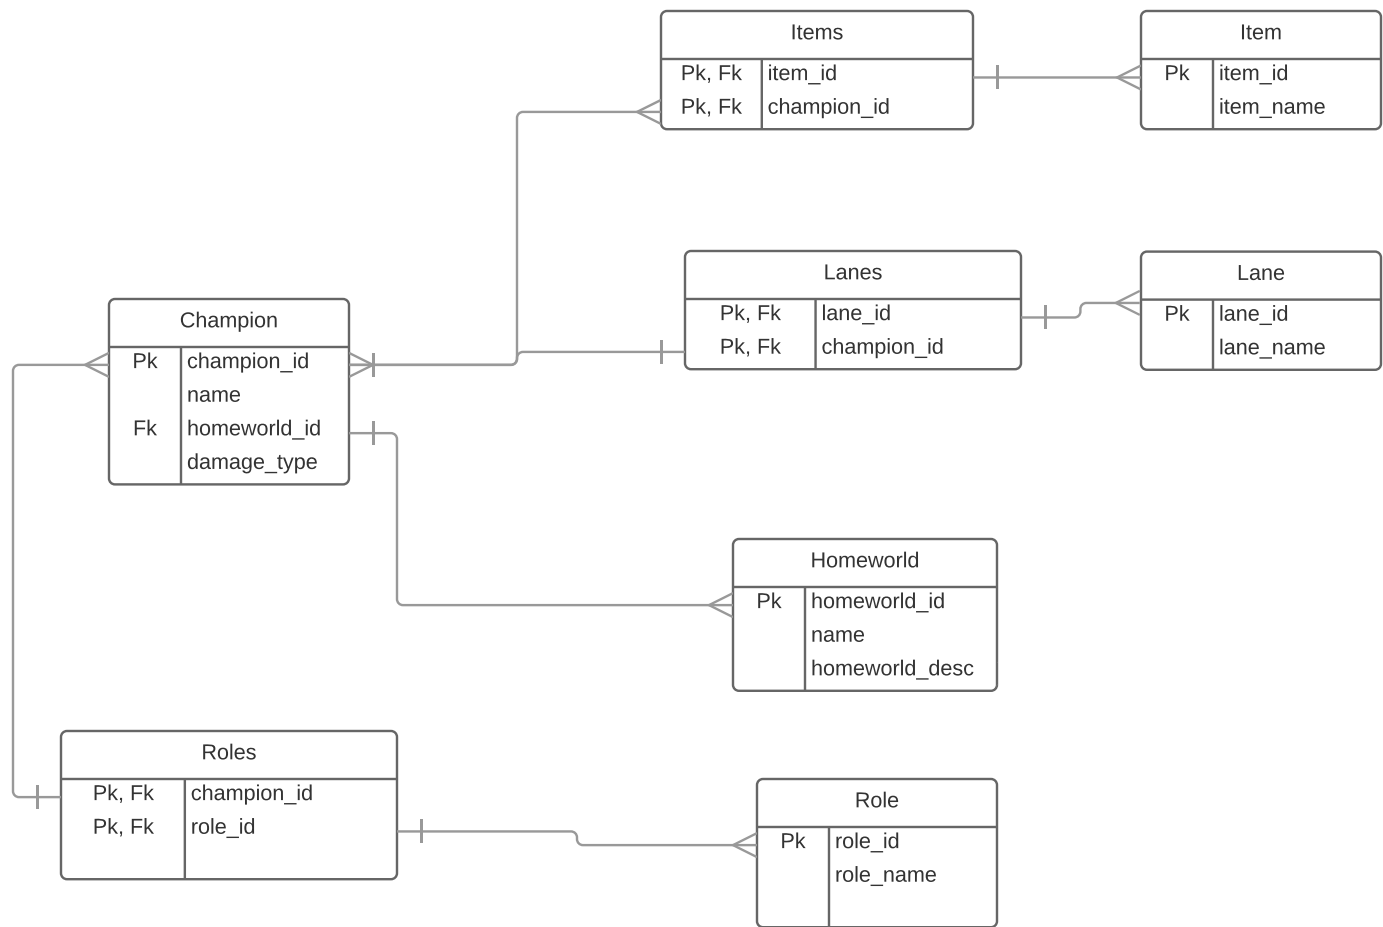 Items
Pk, Fk item_id
Pk, Fk champion_id
Item
Pk item_id
item_name
Lanes
Pk, Fk lane_id
Pk, Fk champion_id
Lane
Pk lane_id
lane_name
Champion
Pk champion_id
name
Fk homeworld_id
damage_type
Homeworld
Pk homeworld_id
name
homeworld_desc
Roles
Pk, Fk champion_id
Pk, Fk role_id
Role
Pk role_id
role_name